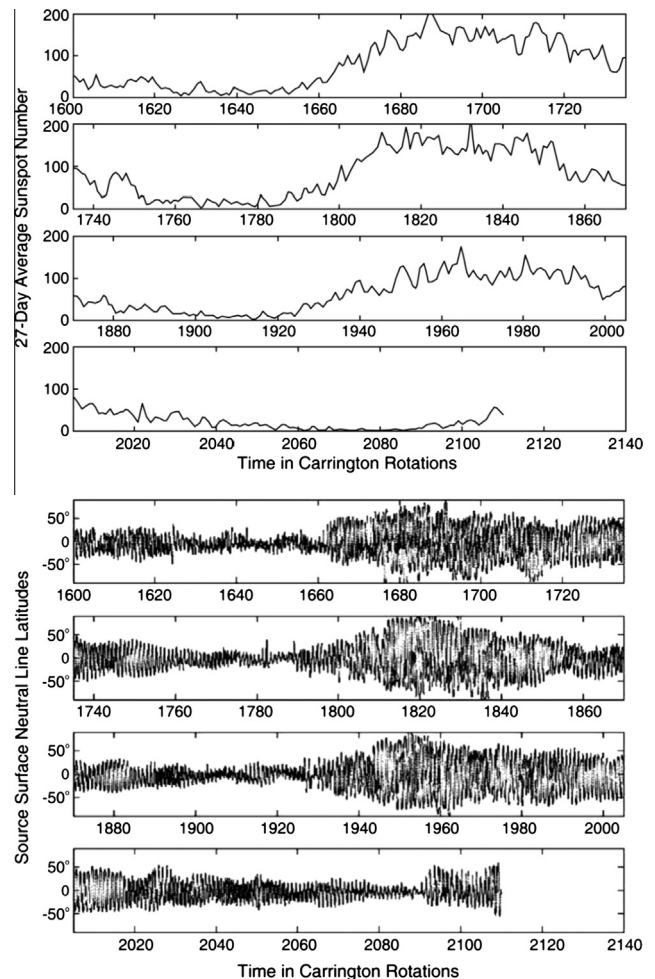 27-Day Average Sunspot Number
200
100
0
1600 1620 1640 1660 1680 1700 1720
200
100
0
1740 1760 1780 1800 1820 1840 1860
200
100
0
1880 1900 1920 1940 1960 1980 2000
200
100
0
2020 2040 2060 2080 2100 2120 2140
Time in Carrington Rotations
Source Surface Neutral Line Latitudes
50°
0
-50°
1600 1620 1640 1660 1680 1700 1720
50°
0
-50°
1740 1760 1780 1800 1820 1840 1860
50°
0
-50°
1880 1900 1920 1940 1960 1980 2000
50°
0
-50°
2020 2040 2060 2080 2100 2120 2140
Time in Carrington Rotations